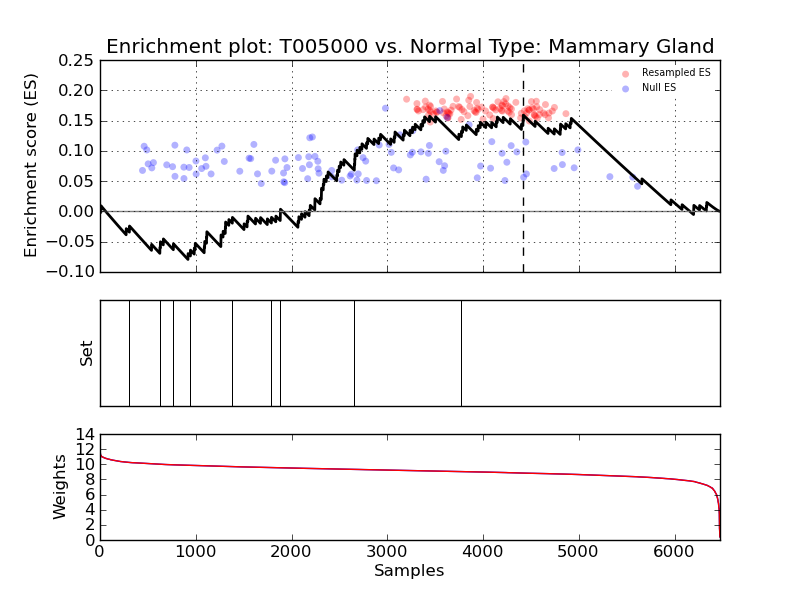 Enrichment plot: T005000 vs. Normal Type: Mammary Gland
Enrichment score (ES)
0.25
0.20
0.15
0.10
0.05
0.00
−0.05
−0.10
Resampled ES
Null ES
Set
Weights
14
12
10
8
6
4
2
0
0 1000 2000 3000 4000 5000 6000
Samples